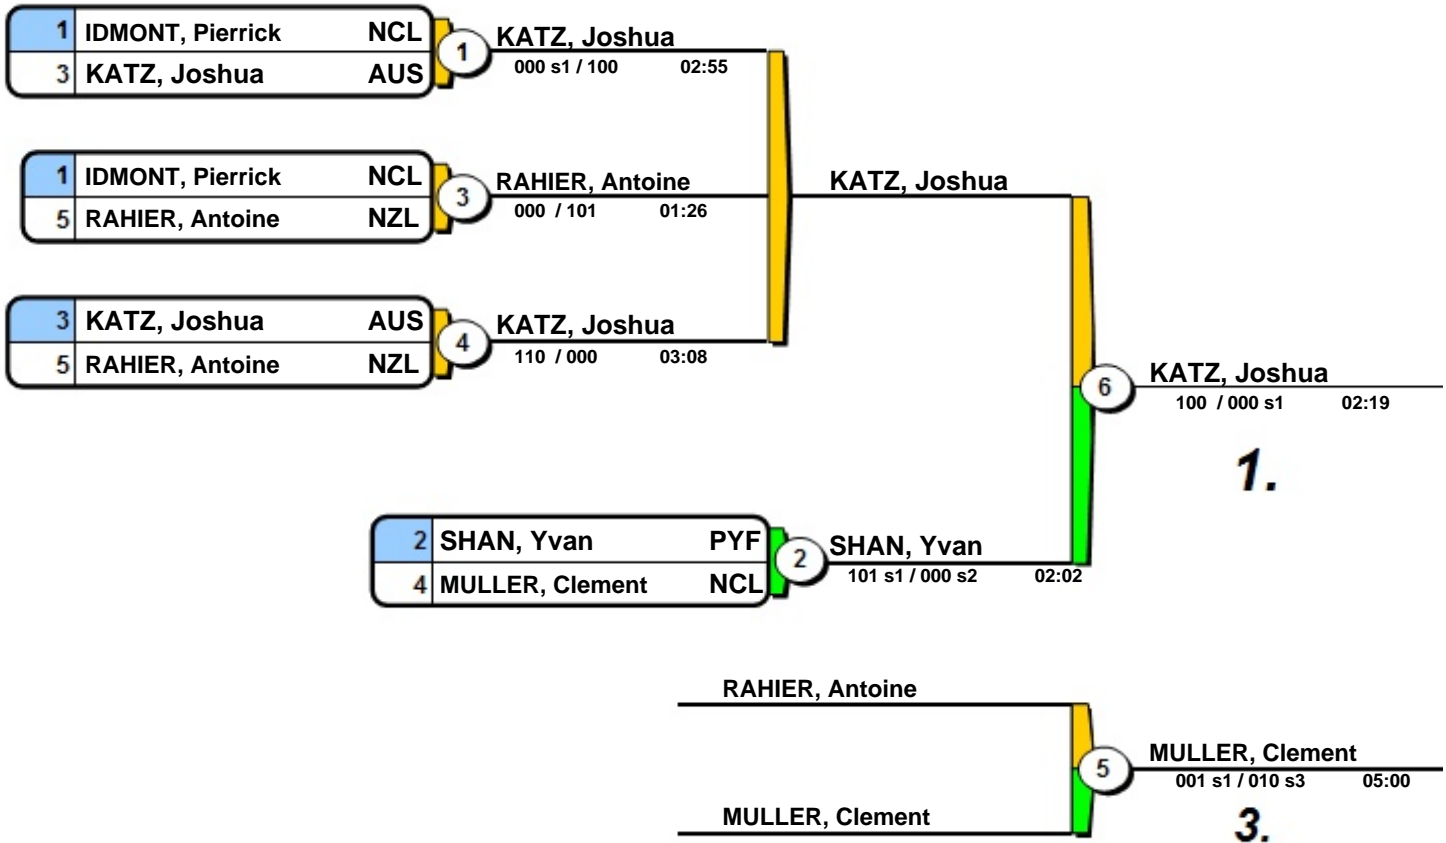 1 IDMONT, Pierrick NCL
3 KATZ, Joshua AUS
1
KATZ, Joshua
000 s1 / 100 02:55
1 IDMONT, Pierrick NCL
5 RAHIER, Antoine NZL
3
RAHIER, Antoine
000 / 101 01:26
KATZ, Joshua
3 KATZ, Joshua AUS
5 RAHIER, Antoine NZL
4
KATZ, Joshua
110 / 000 03:08
6
KATZ, Joshua
100 / 000 s1 02:19
1.
2 SHAN, Yvan PYF
4 MULLER, Clement NCL
2
SHAN, Yvan
101 s1 / 000 s2 02:02
RAHIER, Antoine
5
MULLER, Clement
001 s1 / 010 s3 05:00
MULLER, Clement
3.